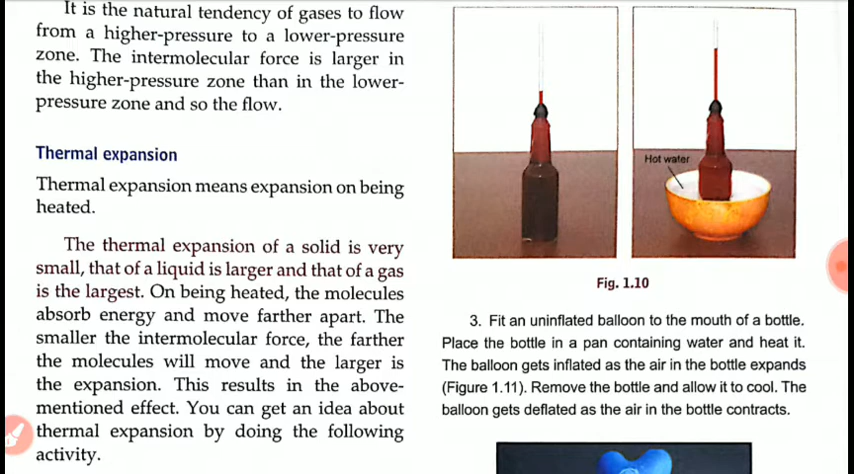 It is the natural tendency of gases to flow
from a higher-pressure to a lower-pressure
zone. The intermolecular force is larger in
the higher-pressure zone than in the lower-
pressure zone and so the flow.
Thermal expansion
Thermal expansion means expansion on being
heated.
The thermal expansion of a solid is very
small, that of a liquid is larger and that of a gas
is the largest. On being heated, the molecules
absorb energy and move farther apart. The
smaller the intermolecular force, the farther
the molecules will move and the larger is
the expansion. This results in the above-
mentioned effect. You can get an idea about
thermal expansion by doing the following
activity.
Hot water
Fig. 1.10
3. Fit an uninflated balloon to the mouth of a bottle.
Place the bottle in a pan containing water and heat it.
The balloon gets inflated as the air in the bottle expands
(Figure 1.11). Remove the bottle and allow it to cool. The
balloon gets deflated as the air in the bottle contracts.